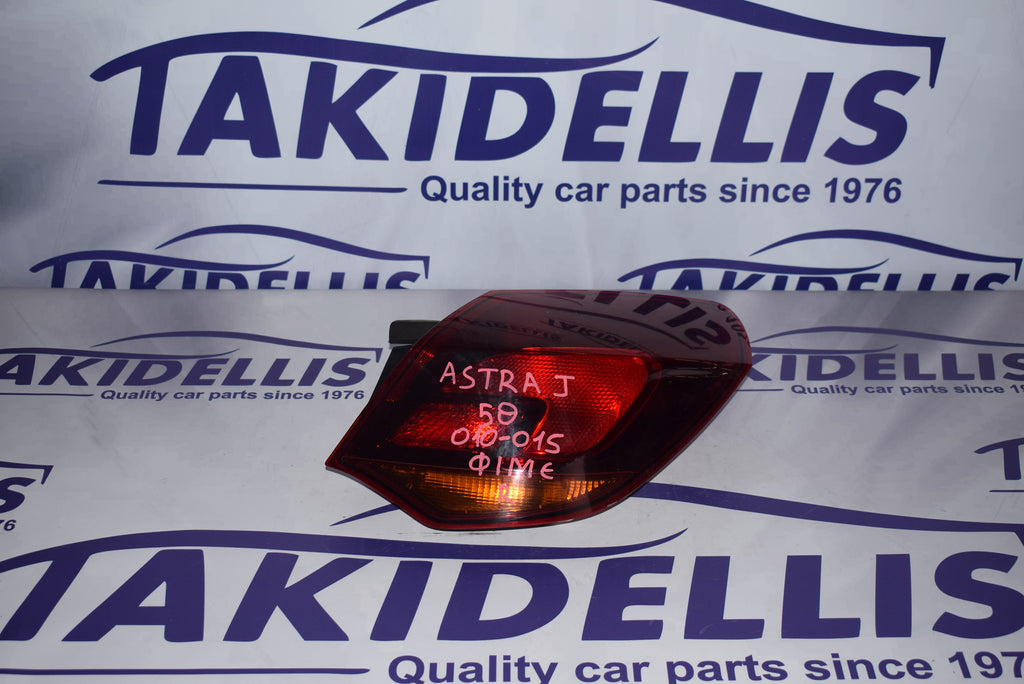 TAKIDELLIS
Quality car parts since 1976
TAKIDELLIS
TAKIDELLIS
TAKIDELLIS
Quality car parts since 1976
TAKIDELLIS
Quality car parts since 1976
ASTRA J
5Θ
010-015
ΦΙΜΕ
TAKIDELLIS
Quality car parts since 197